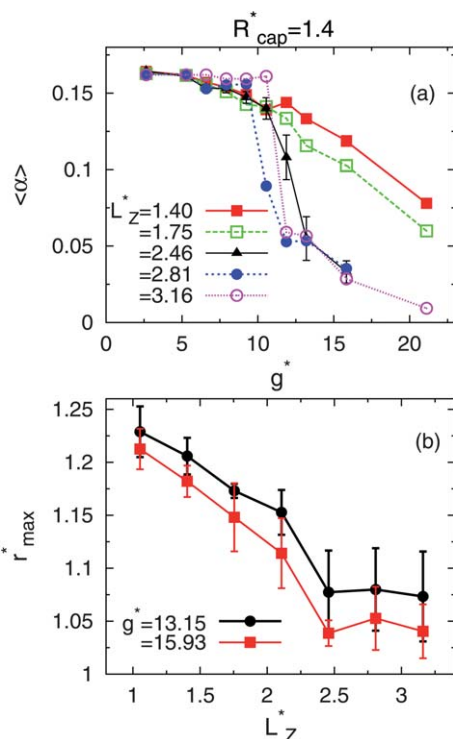 R*cap=1.4
(a)
0.15
0.1
0.05
0
<α>
L*Z=1.40
=1.75
=2.46
=2.81
=3.16
0 5 10 15 20
g*
(b)
1.25
1.2
1.15
1.1
1.05
1
r*max
g*=13.15
=15.93
1 1.5 2 2.5 3
L*Z